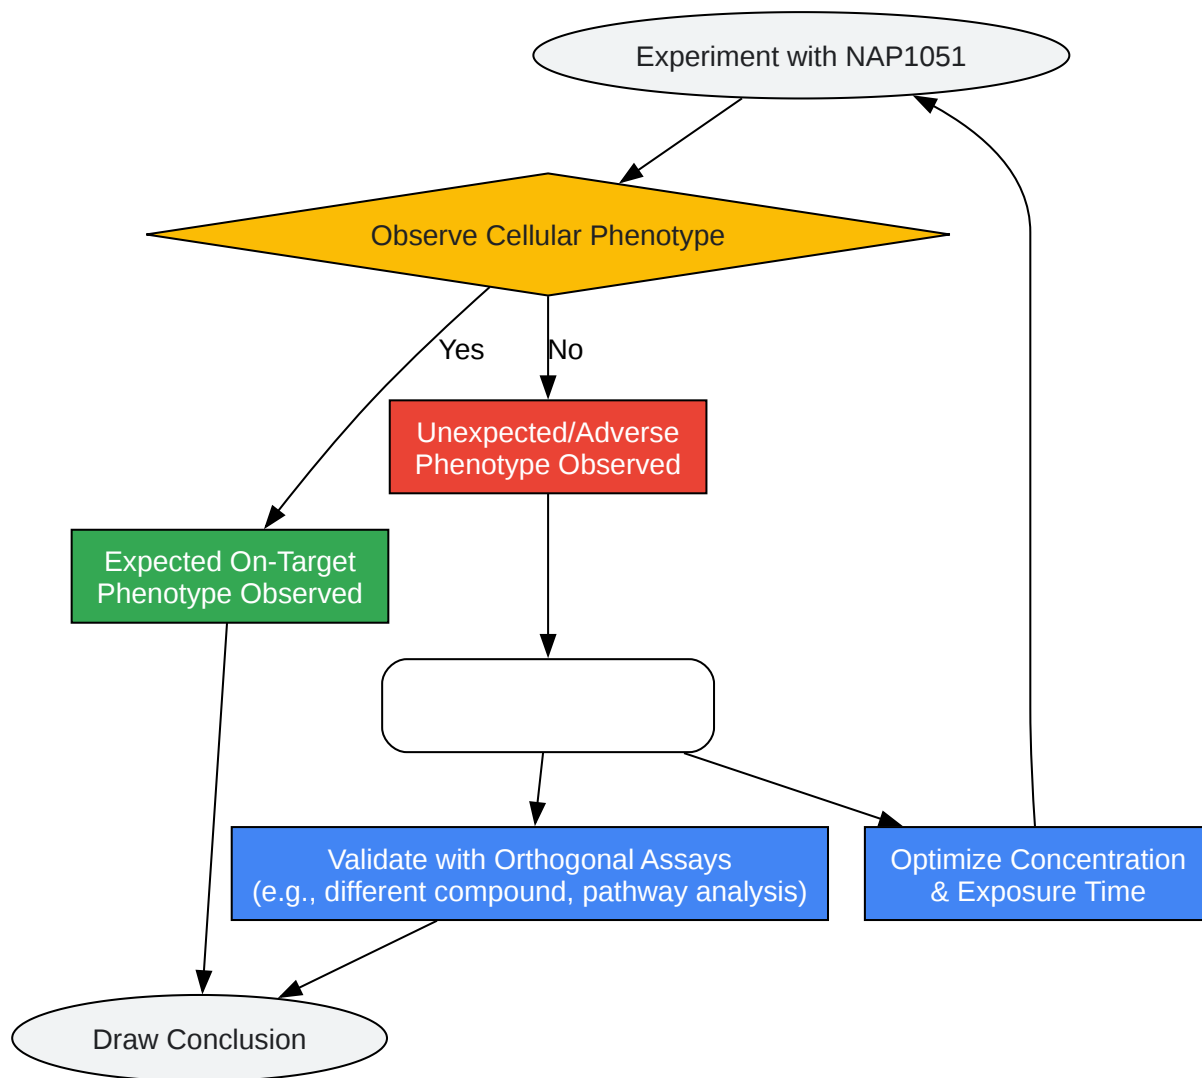 Experiment with NAP1051
Observe Cellular Phenotype
Yes
No
Unexpected/Adverse
Phenotype Observed
Expected On-Target
Phenotype Observed
Validate with Orthogonal Assays
(e.g., different compound, pathway analysis)
Optimize Concentration
& Exposure Time
Draw Conclusion